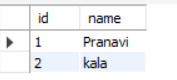 id name
1 Pranavi
2 kala